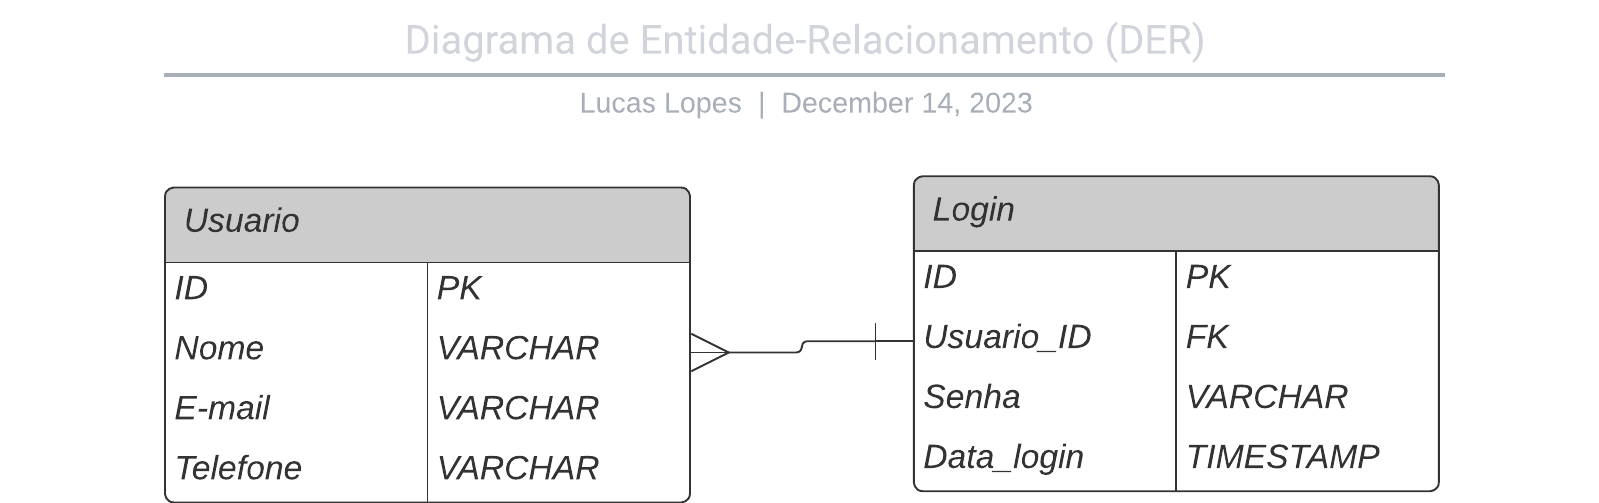 Diagrama de Entidade-Relacionamento (DER)
Lucas Lopes | December 14, 2023
Usuario
ID PK
Nome VARCHAR
E-mail VARCHAR
Telefone VARCHAR
Login
ID PK
Usuario_ID FK
Senha VARCHAR
Data_login TIMESTAMP